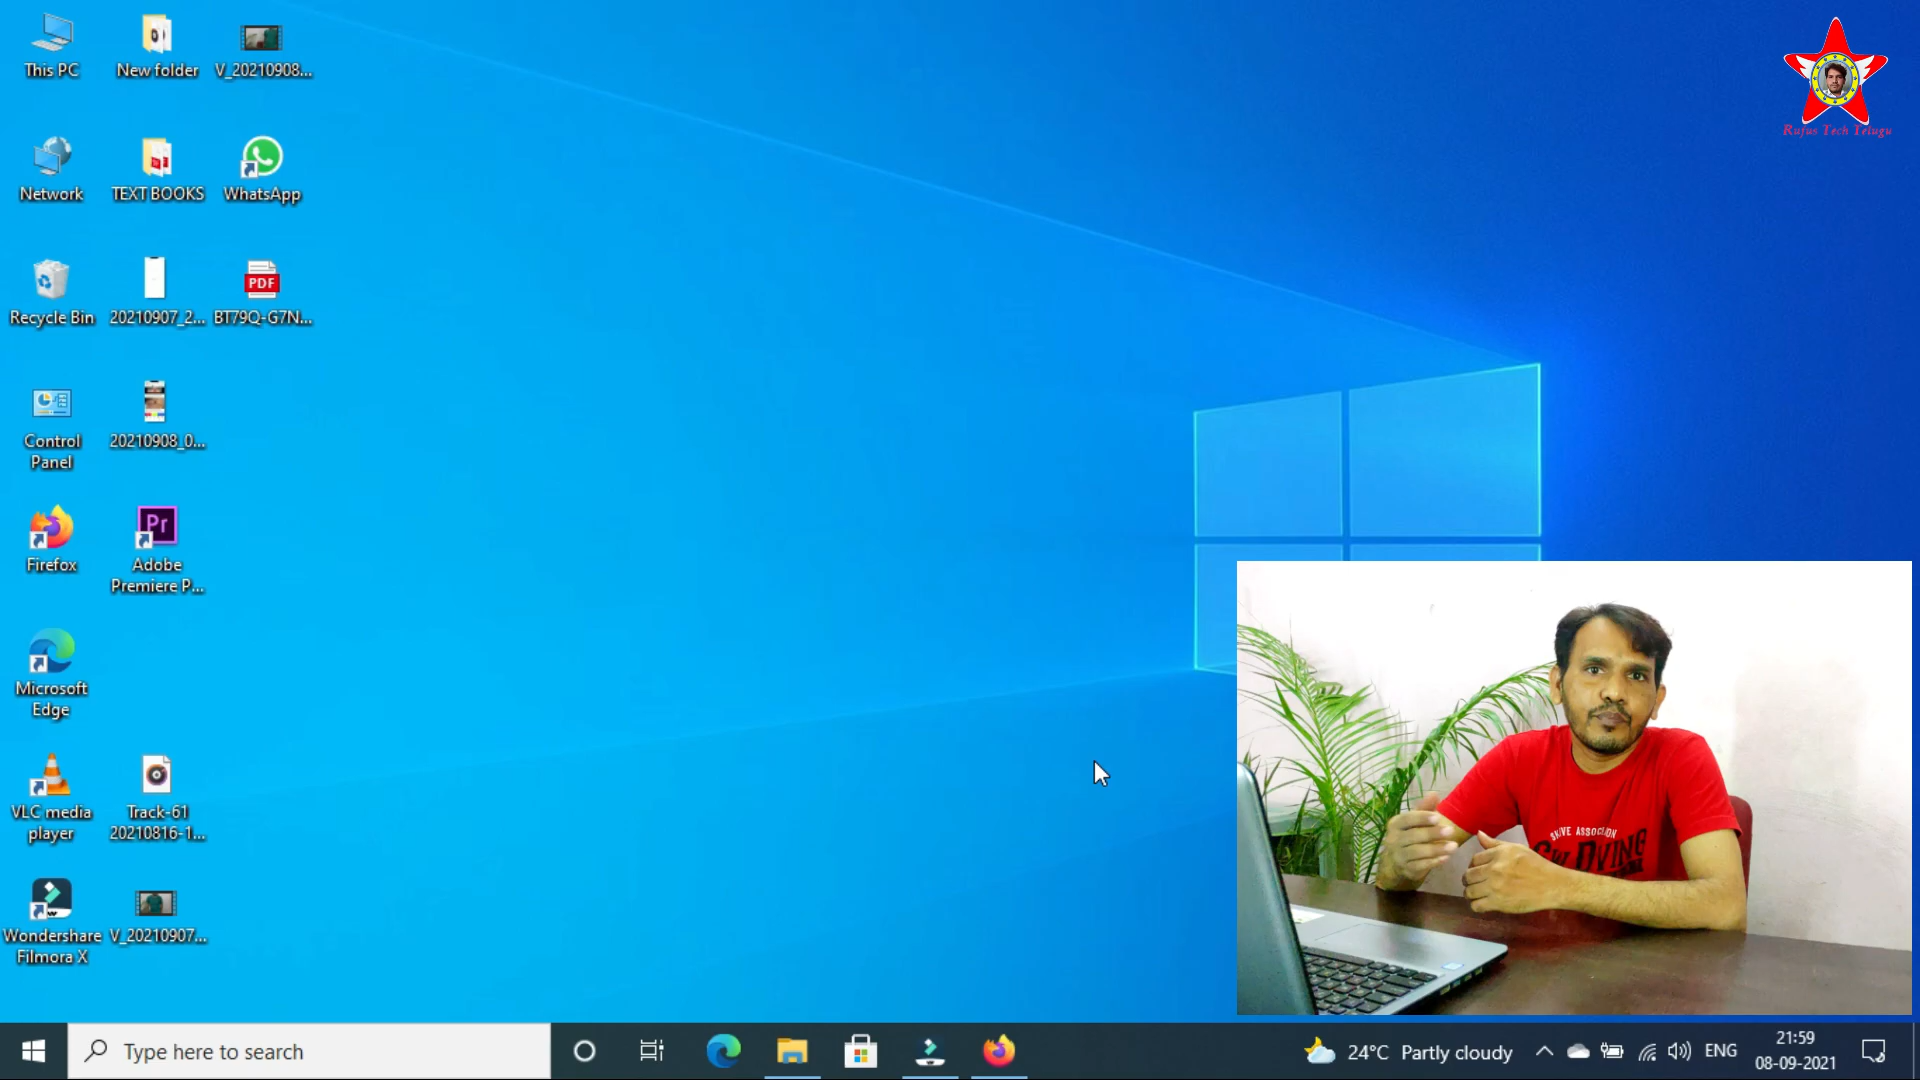 This PC
New folder
V_20210908...
Rufus Tech Telugu
Network
TEXT BOOKS
WhatsApp
Recycle Bin
20210907_2...
PDF
BT79Q-G7N...
Control
Panel
20210908_0...
Firefox
Pr
Adobe
Premiere P...
Microsoft
Edge
VLC media
player
Track-61
20210816-1...
Wondershare
Filmora X
V_20210907...
Type here to search
24°C Partly cloudy
ENG
21:59
08-09-2021